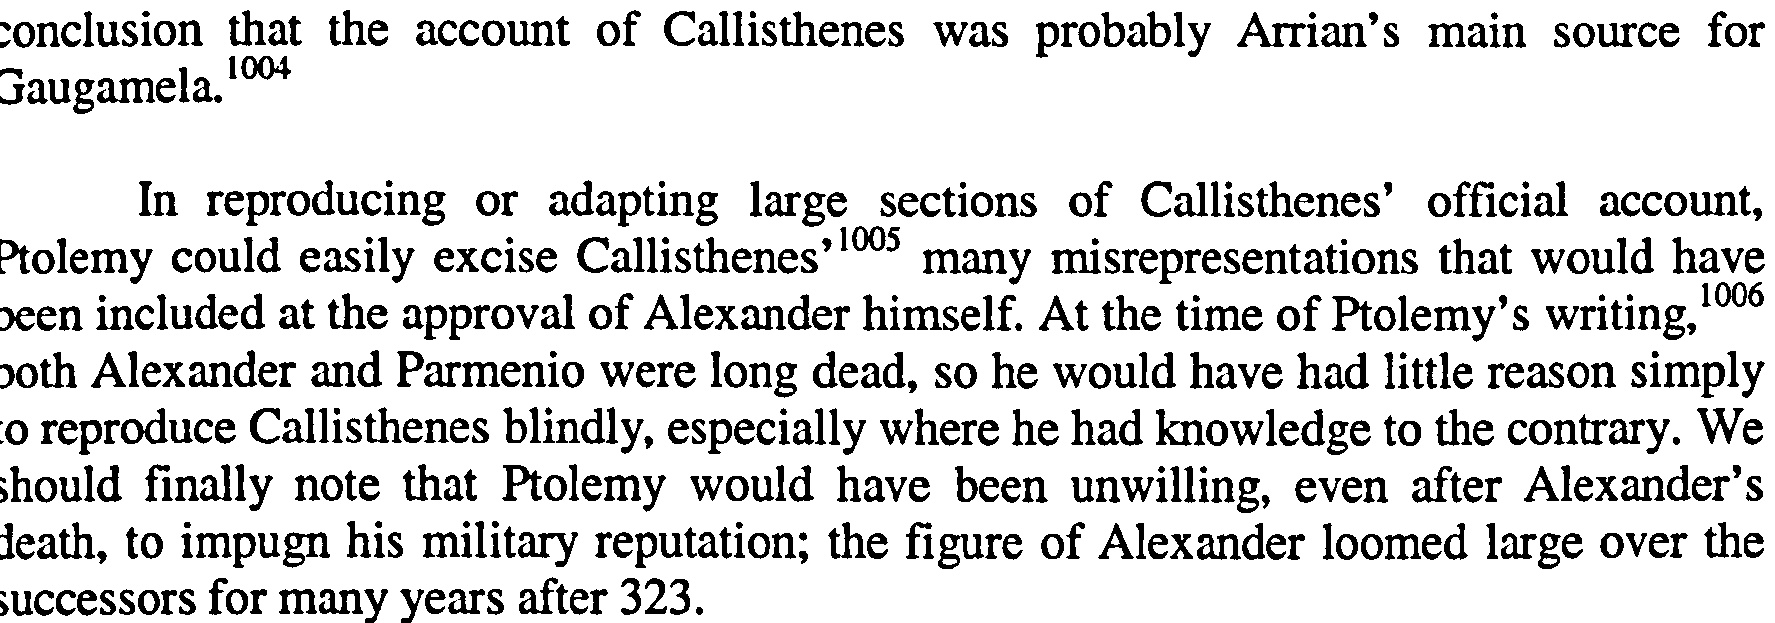 conclusion that the account of Callisthenes was probably Arrian's main source for
Gaugamela.1004
In reproducing or adapting large sections of Callisthenes' official account,
Ptolemy could easily excise Callisthenes'1005 many misrepresentations that would have
been included at the approval of Alexander himself. At the time of Ptolemy's writing,1006
both Alexander and Parmenio were long dead, so he would have had little reason simply
to reproduce Callisthenes blindly, especially where he had knowledge to the contrary. We
should finally note that Ptolemy would have been unwilling, even after Alexander's
death, to impugn his military reputation; the figure of Alexander loomed large over the
successors for many years after 323.